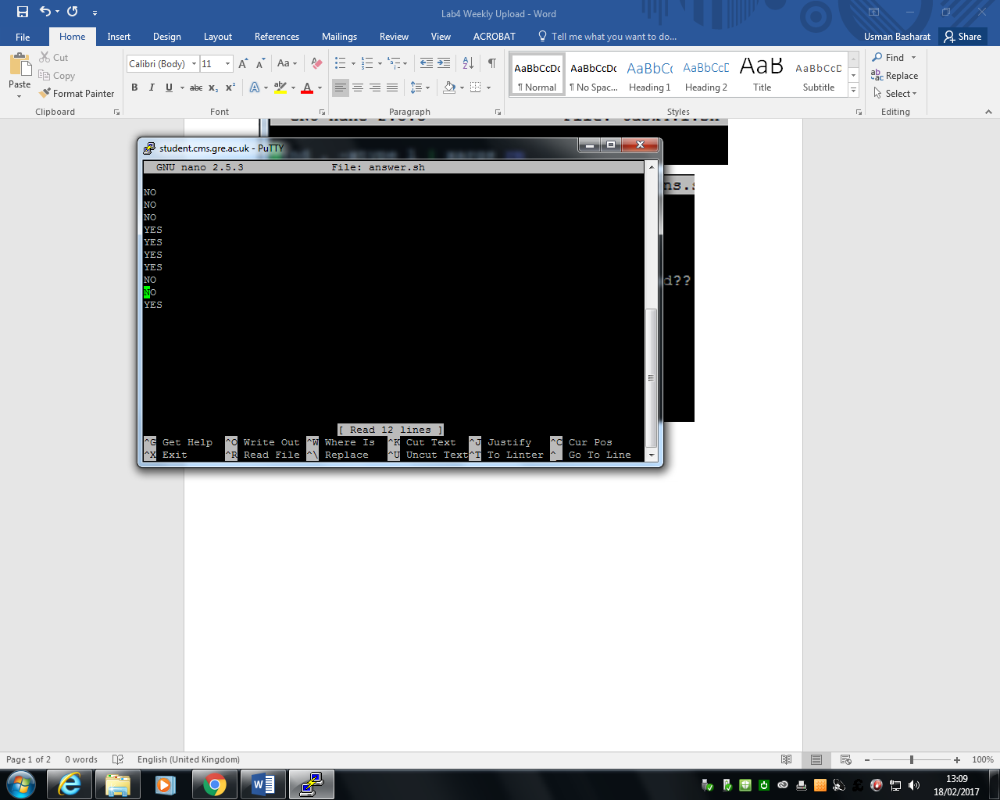 Lab4 Weekly Upload - Word
File Home Insert Design Layout References Mailings Review View ACROBAT Tell me what you want to do... Usman Basharat Share
Paste
Cut
Copy
Format Painter
Clipboard
Calibri (Body) 11
Font
Paragraph
AaBbCcDc AaBbCcDc AaBbCc AaBbCcD AaB AaBbCcD
¶ Normal ¶ No Spac... Heading 1 Heading 2 Title Subtitle
Styles
Find
Replace
Select
Editing
student.cms.gre.ac.uk - PuTTY
GNU nano 2.5.3 File: answer.sh
NO
NO
NO
YES
YES
YES
YES
NO
NO
YES
d??
[ Read 12 lines ]
^G Get Help ^O Write Out ^W Where Is ^K Cut Text ^J Justify ^C Cur Pos
^X Exit ^R Read File ^\ Replace ^U Uncut Text ^T To Linter ^_ Go To Line
Page 1 of 2 0 words English (United Kingdom) 100%
13:09
18/02/2017